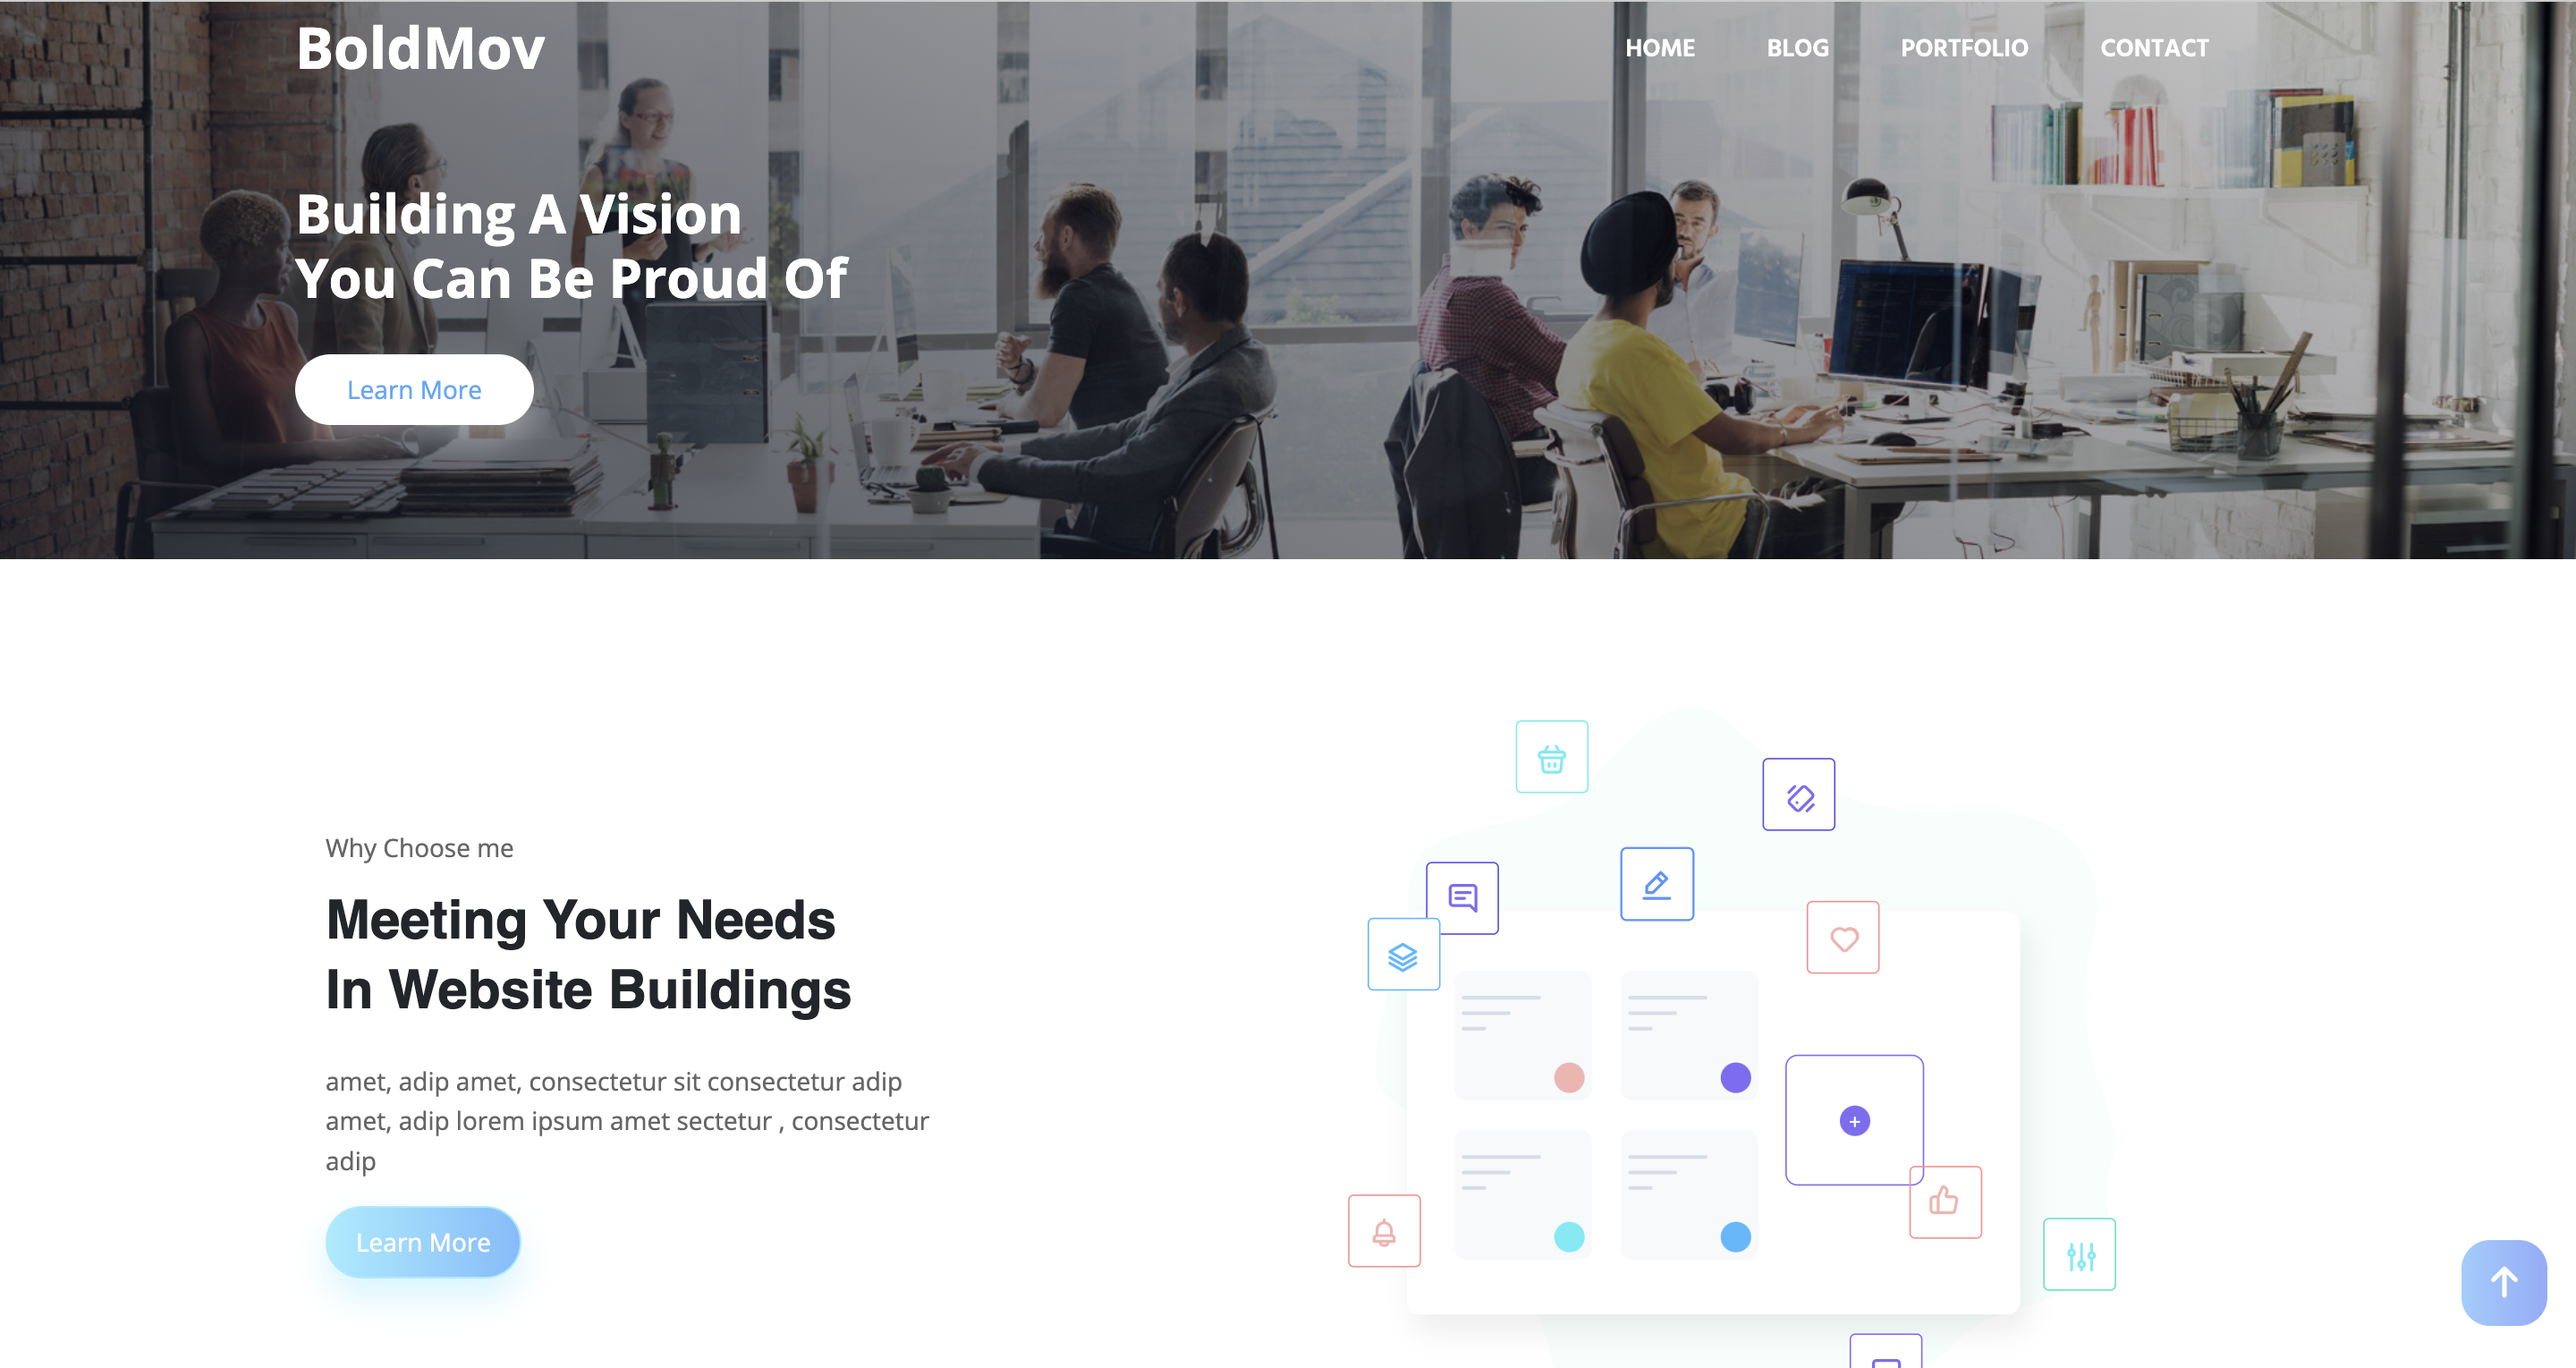 BoldMov
HOME
BLOG
PORTFOLIO
CONTACT
Building A Vision
You Can Be Proud Of
Learn More
Why Choose me
Meeting Your Needs
In Website Buildings
amet, adip amet, consectetur sit consectetur adip
amet, adip lorem ipsum amet sectetur , consectetur
adip
Learn More